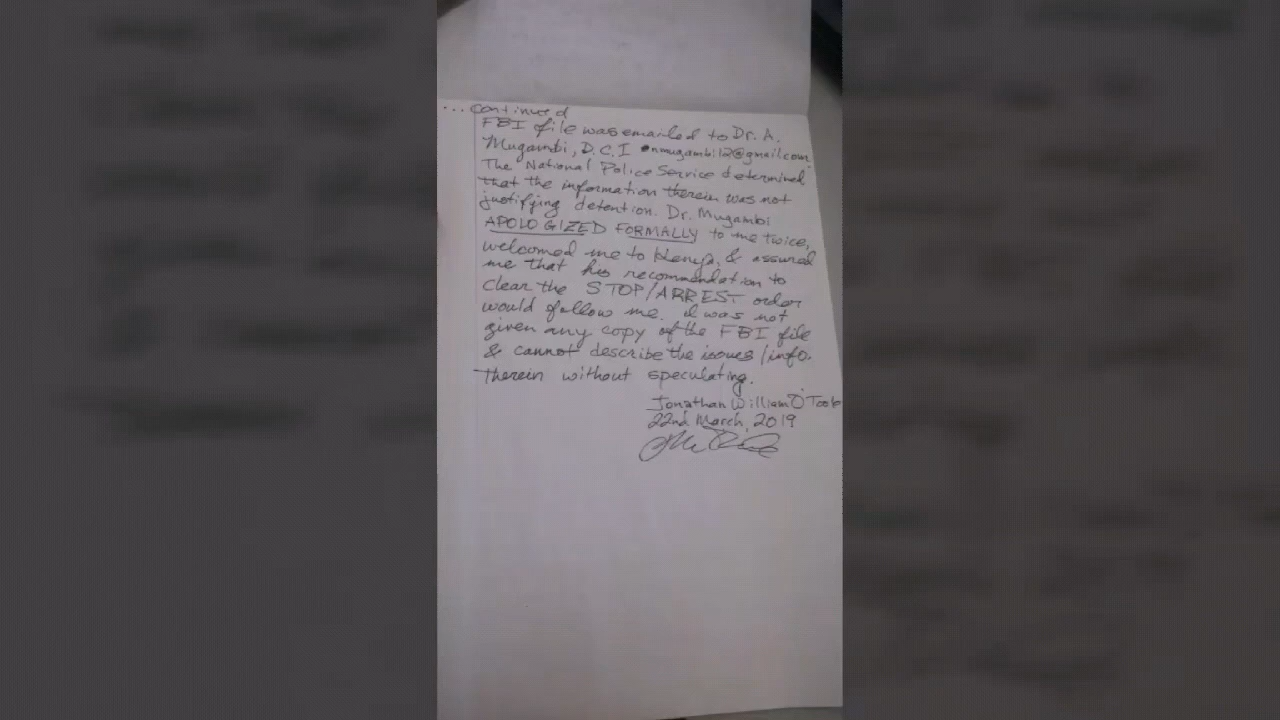 ... continued
FBI file was emailed to Dr. A.
Mugambi, D.C.I nmugambi12@gmail.com.
The National Police Service determined
that the information therein was not
justifying detention. Dr. Mugambi
APOLOGIZED FORMALLY to me twice,
welcomed me to Kenya, & assured
me that his recommendation to
clear the STOP/ARREST order
would follow me. I was not
given any copy of the FBI file
& cannot describe the issues/info.
therein without speculating.
Jonathan William O'Toole
22nd March, 2019